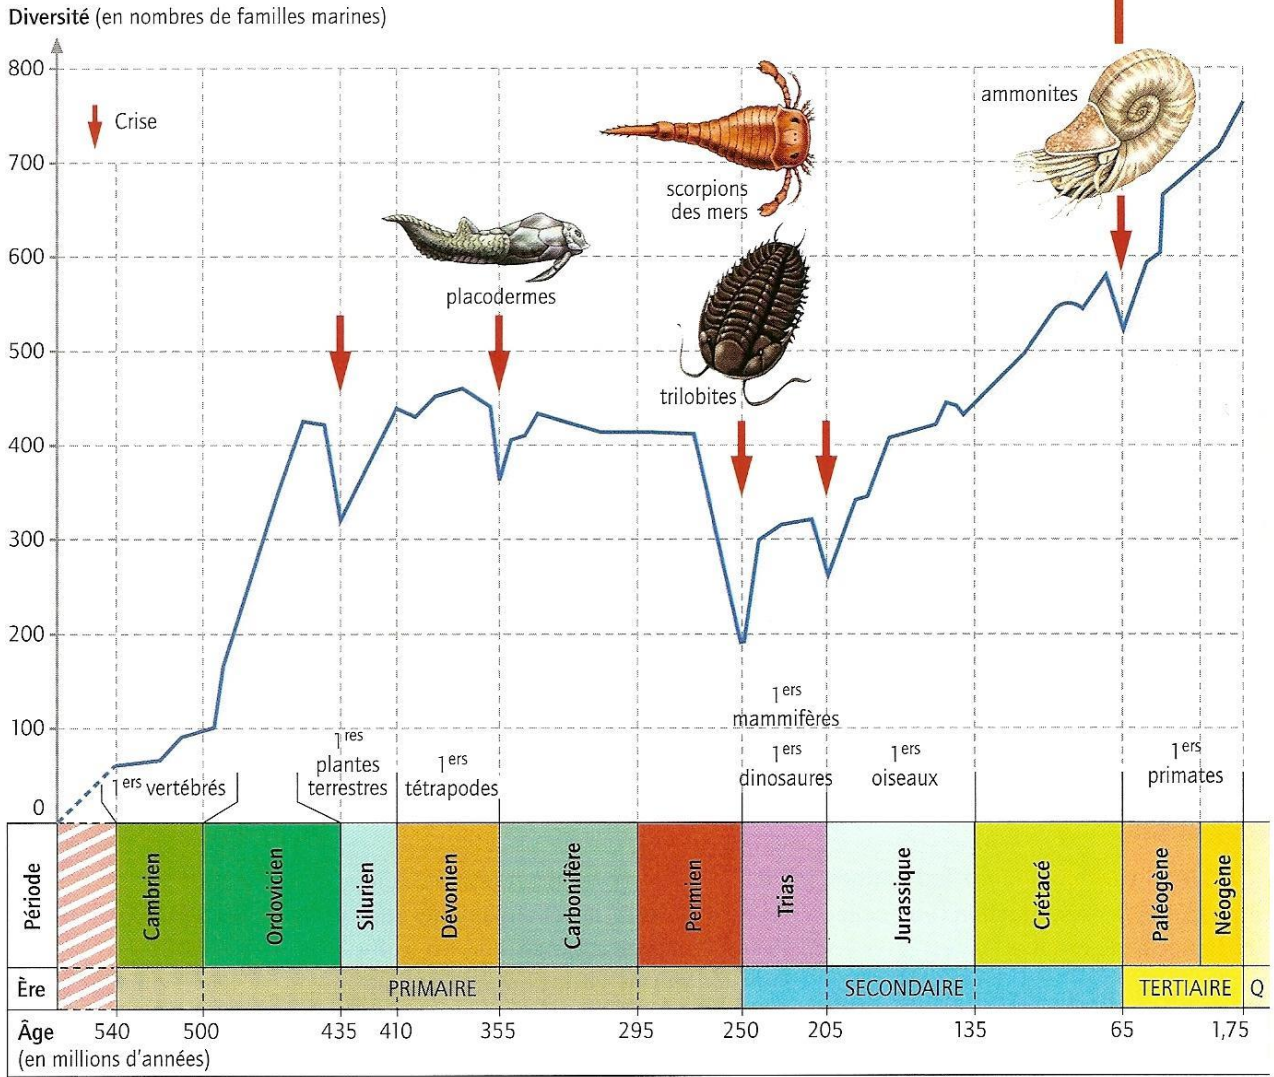 Diversité (en nombres de familles marines)
800
700
600
500
400
300
200
100
0
Crise
placodermes
scorpions
des mers
trilobites
ammonites
1ers vertébrés
1res
plantes
terrestres
1ers
tétrapodes
1ers
mammifères
1ers
dinosaures
1ers
oiseaux
1ers
primates
Période
Cambrien
Ordovicien
Silurien
Dévonien
Carbonifère
Permien
Trias
Jurassique
Crétacé
Paléogène
Néogène
Ère PRIMAIRE SECONDAIRE TERTIAIRE Q
Âge 540 500 435 410 355 295 250 205 135 65 1,75
(en millions d'années)